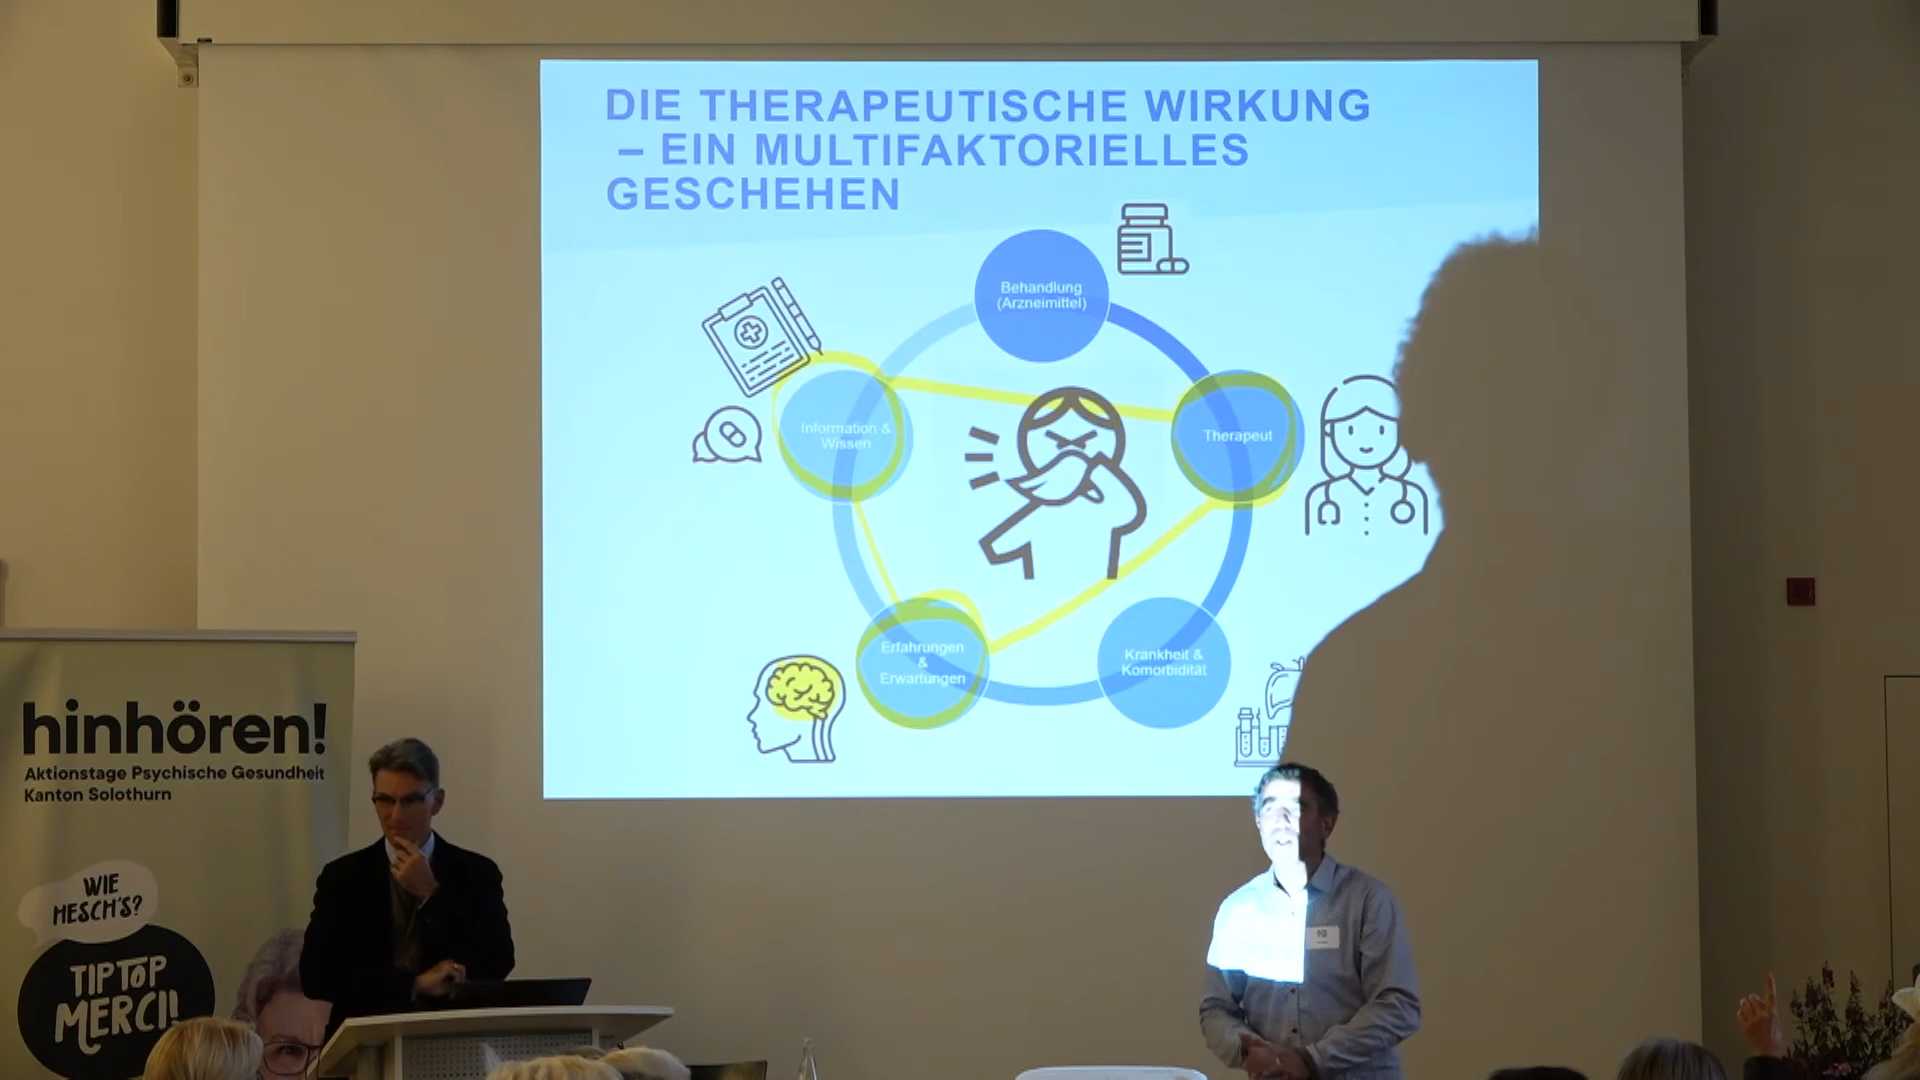 DIE THERAPEUTISCHE WIRKUNG
– EIN MULTIFAKTORIELLES
GESCHEHEN
Behandlung
(Arzneimittel)
Information &
Wissen
Therapeut
Erfahrungen
&
Erwartungen
Krankheit &
Komorbidität
hinhören!
Aktionstage Psychische Gesundheit
Kanton Solothurn
WIE
HESCH'S?
TIPTOP
MERCI!